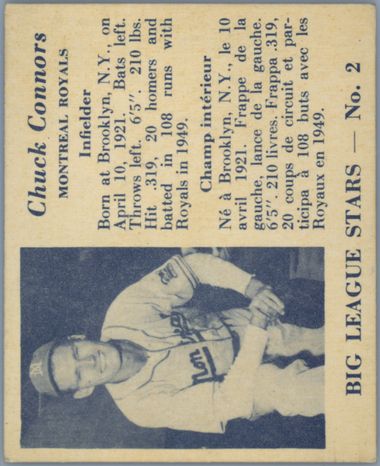 Chuck Connors
MONTREAL ROYALS
Infielder
Born at Brooklyn, N.Y., on
April 10, 1921. Bats left.
Throws left. 6'5". 210 lbs.
Hit .319, 20 homers and
batted in 108 runs with
Royals in 1949.
Champ intérieur
Né à Brooklyn, N.Y., le 10
avril 1921. Frappe de la
gauche, lance de la gauche.
6'5". 210 livres. Frappa .319,
20 coups de circuit et par-
ticipa à 108 buts avec les
Royaux en 1949.
BIG LEAGUE STARS — No. 2